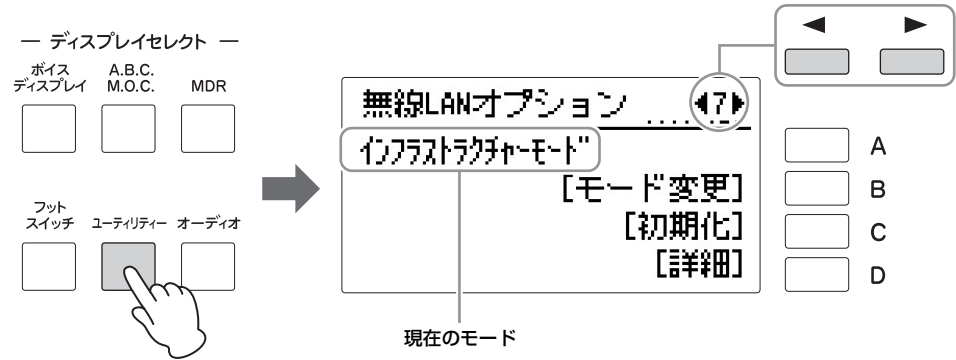 ― ディスプレイセレクト ―
ボイス
ディスプレイ
A.B.C.
M.O.C.
MDR
フット
スイッチ
ユーティリティー
オーディオ
無線LANオプション
7
インフラストラクチャーモード
[モード変更]
[初期化]
[詳細]
現在のモード
A
B
C
D